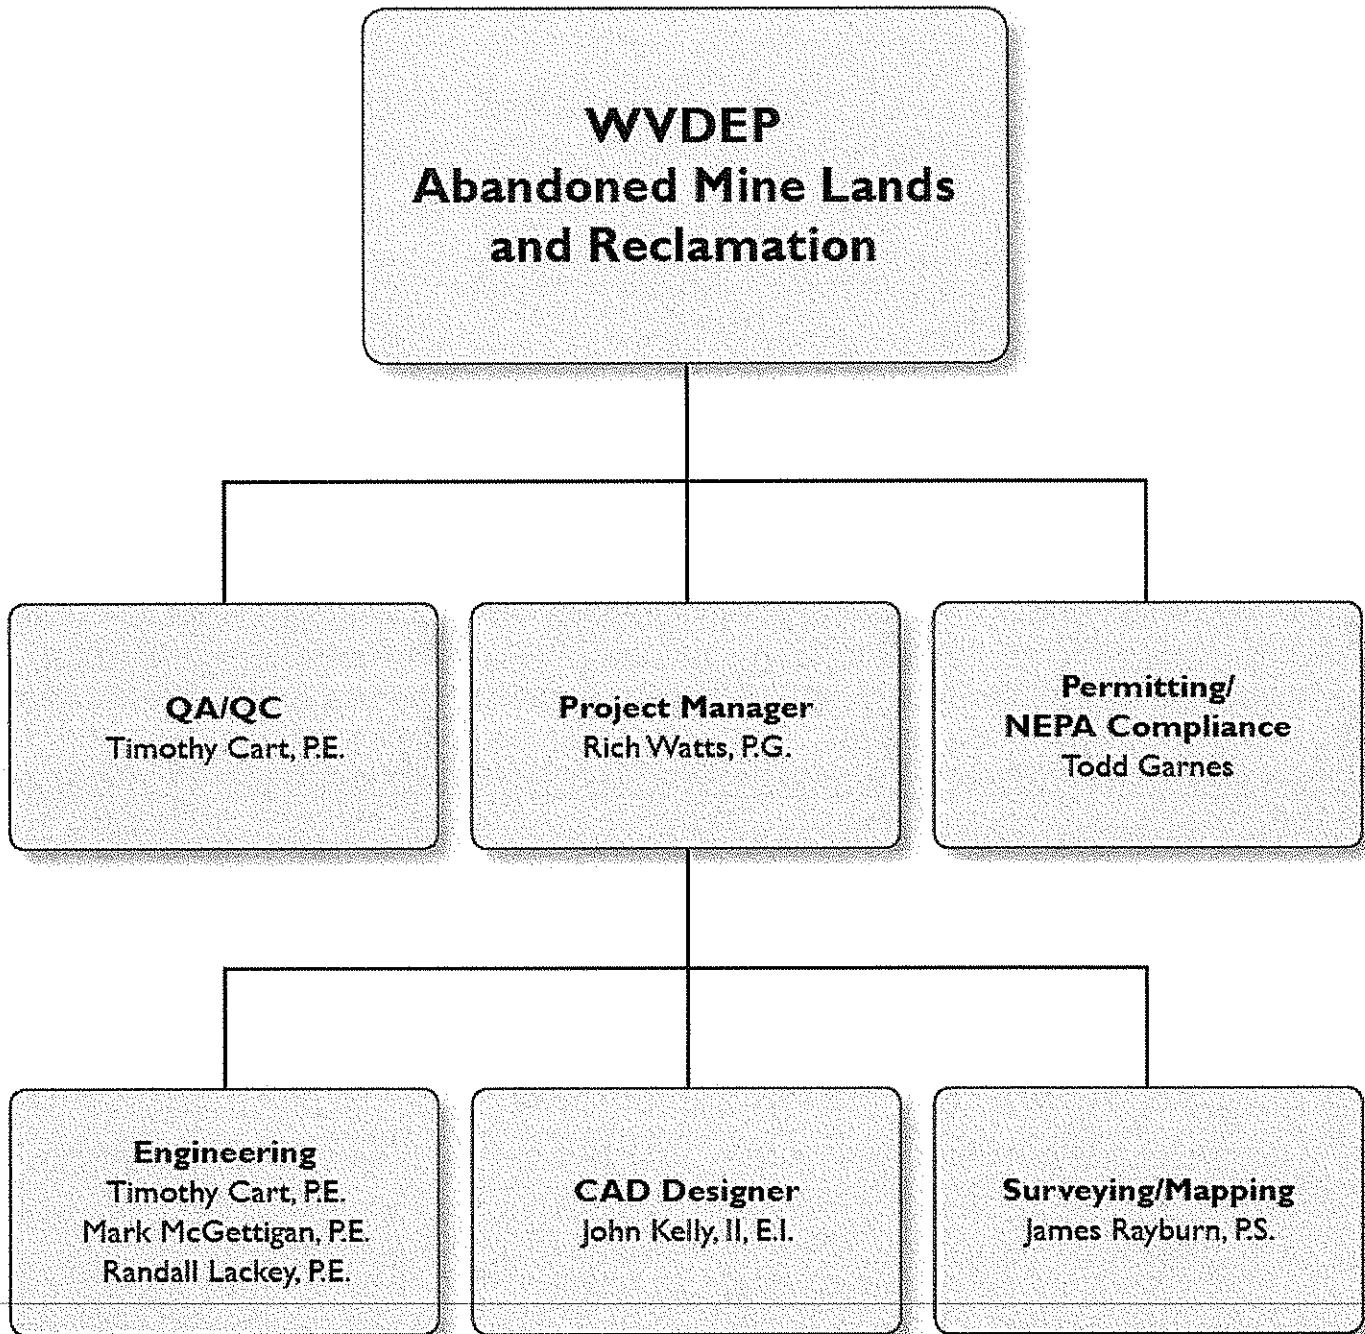 WVDEP
Abandoned Mine Lands
and Reclamation
QA/QC
Timothy Cart, P.E.
Project Manager
Rich Watts, P.G.
Permitting/
NEPA Compliance
Todd Garnes
Engineering
Timothy Cart, P.E.
Mark McGettigan, P.E.
Randall Lackey, P.E.
CAD Designer
John Kelly, II, E.I.
Surveying/Mapping
James Rayburn, P.S.